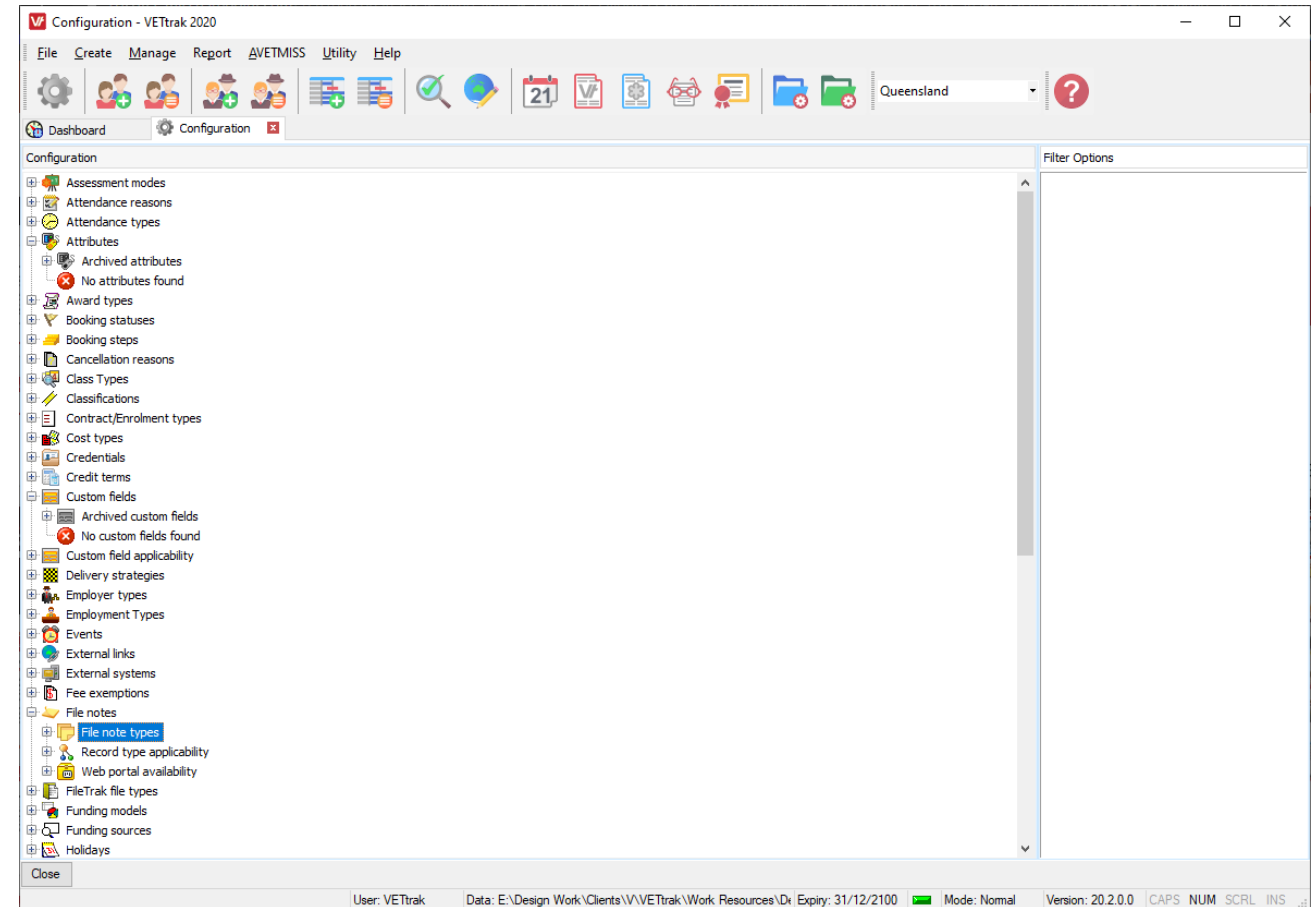 Configuration - VETtrak 2020
File Create Manage Report AVETMISS Utility Help
21 Queensland ?
Dashboard Configuration
Configuration Filter Options
Assessment modes
Attendance reasons
Attendance types
Attributes
Archived attributes
No attributes found
Award types
Booking statuses
Booking steps
Cancellation reasons
Class Types
Classifications
Contract/Enrolment types
Cost types
Credentials
Credit terms
Custom fields
Archived custom fields
No custom fields found
Custom field applicability
Delivery strategies
Employer types
Employment Types
Events
External links
External systems
Fee exemptions
File notes
File note types
Record type applicability
Web portal availability
FileTrak file types
Funding models
Funding sources
Holidays
Close
User: VETtrak Data: E:\Design Work\Clients\V\VETtrak\Work Resources\De Expiry: 31/12/2100 Mode: Normal Version: 20.2.0.0 CAPS NUM SCRL INS